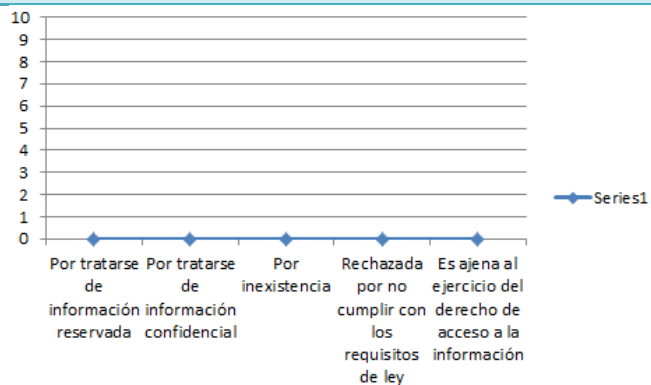 10
9
8
7
6
5
4
3
2
1
0
Series1
Por tratarse
de
información
reservada
Por tratarse
de
información
confidencial
Por
inexistencia
Rechazada
por no
cumplir con
los
requisitos
de ley
Es ajena al
ejercicio del
derecho de
acceso a la
información